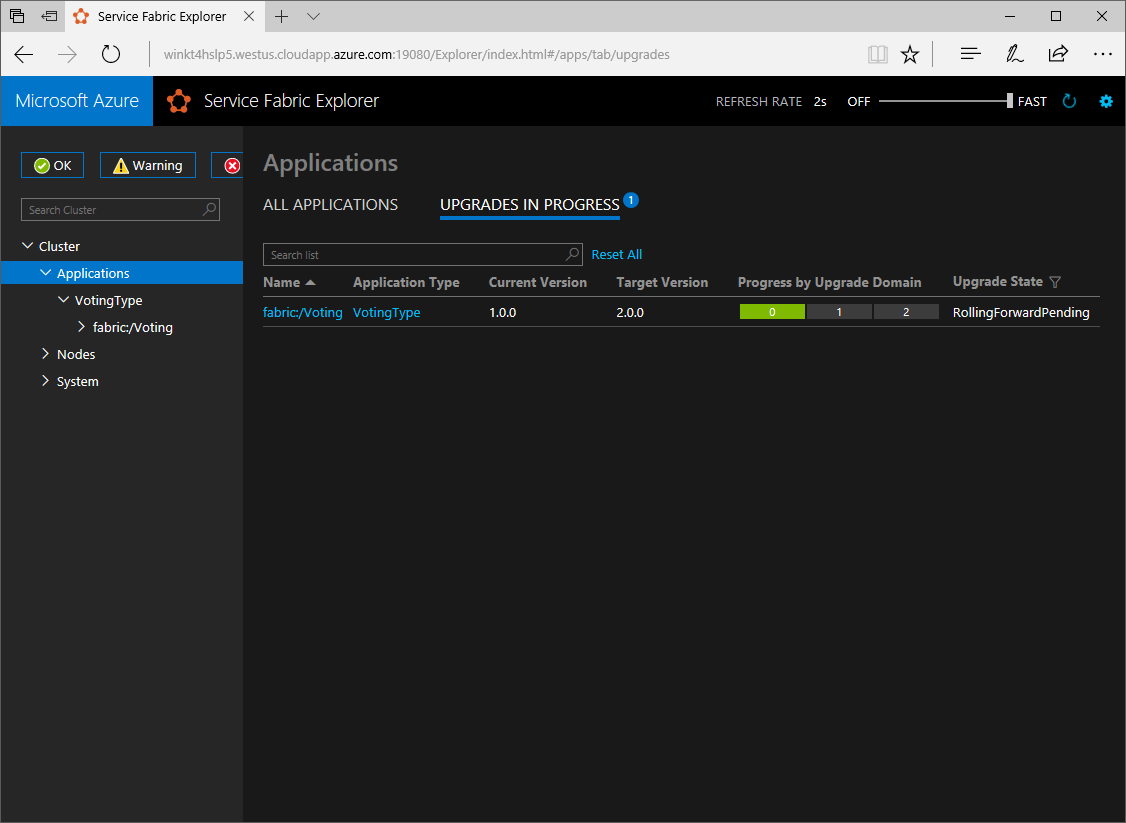 Service Fabric Explorer
winkt4hslp5.westus.cloudapp.azure.com:19080/Explorer/index.html#/apps/tab/upgrades
Microsoft Azure
Service Fabric Explorer
REFRESH RATE 2s OFF FAST
OK
Warning
Search Cluster
Cluster
Applications
VotingType
fabric:/Voting
Nodes
System
Applications
ALL APPLICATIONS
UPGRADES IN PROGRESS 1
Search list
Reset All
Name Application Type Current Version Target Version Progress by Upgrade Domain Upgrade State
fabric:/Voting VotingType 1.0.0 2.0.0 0 1 2 RollingForwardPending